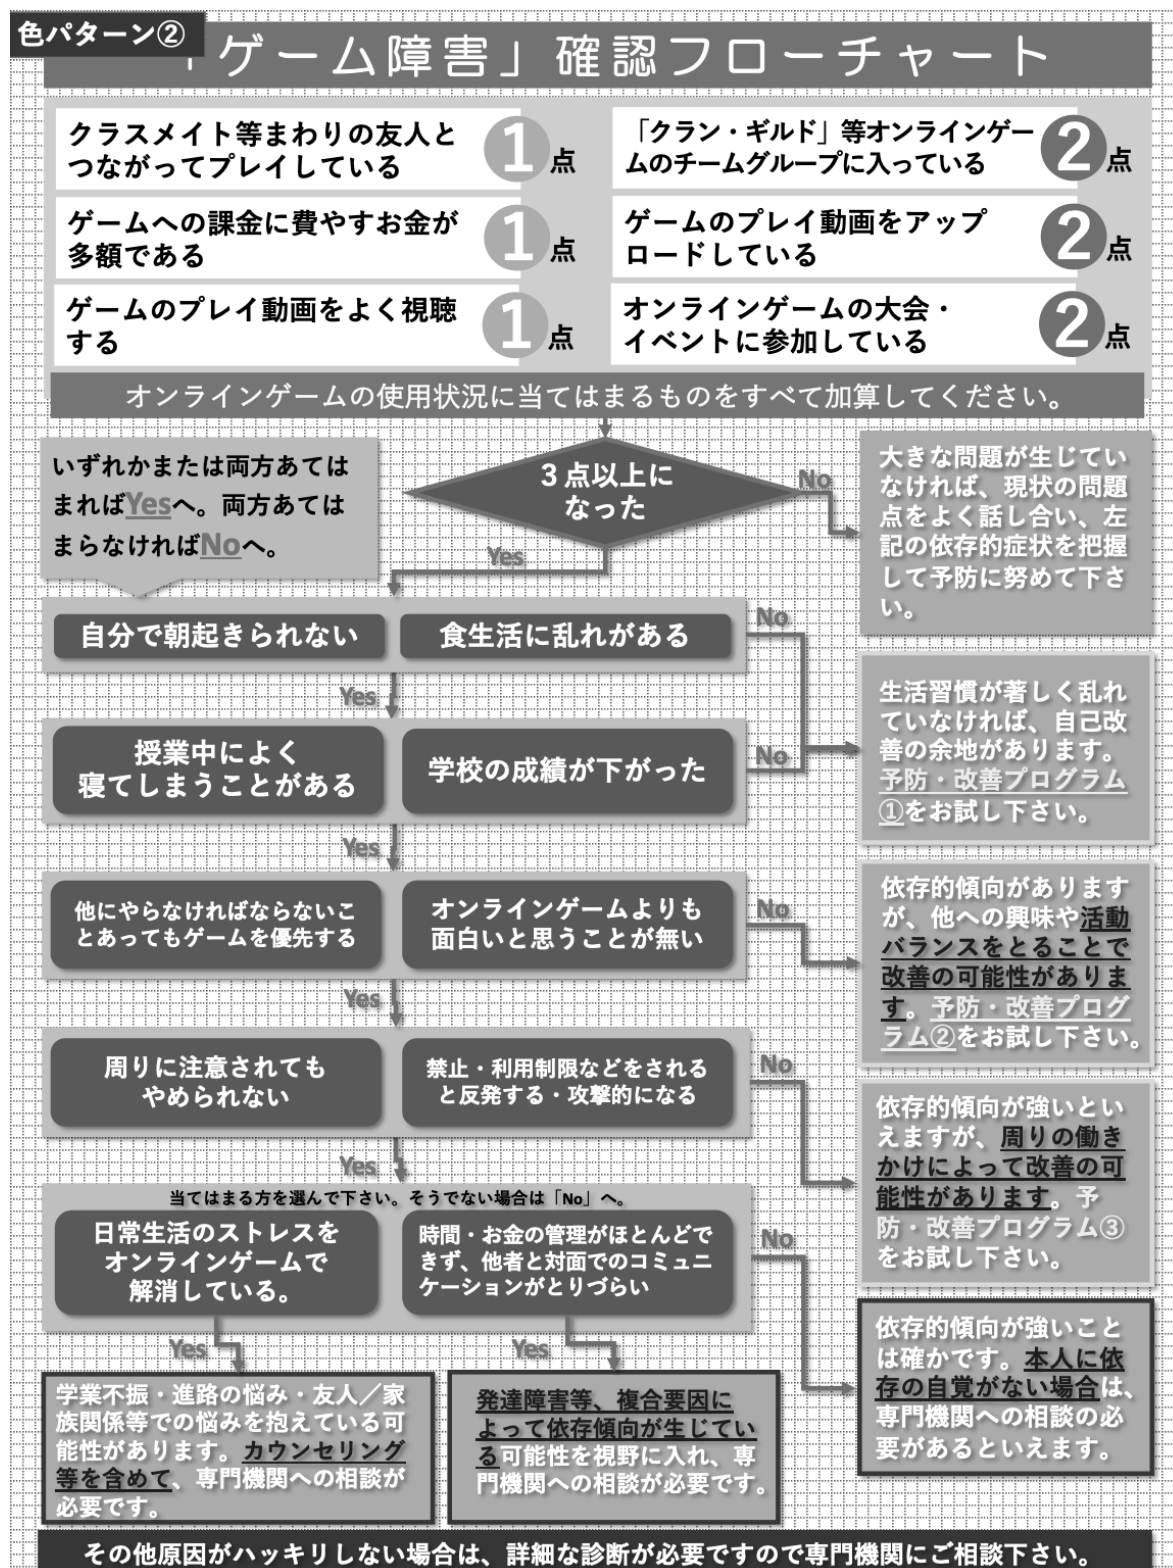 色パターン②
「ゲーム障害」確認フローチャート
クラスメイト等まわりの友人と
つながってプレイしている
1点
「クラン・ギルド」等オンラインゲー
ムのチームグループに入っている
2点
ゲームへの課金に費やすお金が
多額である
1点
ゲームのプレイ動画をアップ
ロードしている
2点
ゲームのプレイ動画をよく視聴
する
1点
オンラインゲームの大会・
イベントに参加している
2点
オンラインゲームの使用状況に当てはまるものをすべて加算してください。
いずれかまたは両方あては
まればYesへ。両方あては
まらなければNoへ。
3点以上に
なった
No
Yes
大きな問題が生じてい
なければ、現状の問題
点をよく話し合い、左
記の依存的症状を把握
して予防に努めて下さ
い。
自分で朝起きられない
食生活に乱れがある
No
Yes
生活習慣が著しく乱れ
ていなければ、自己改
善の余地があります。
予防・改善プログラム
①をお試し下さい。
授業中によく
寝てしまうことがある
学校の成績が下がった
No
Yes
他にやらなければならないこ
とあってもゲームを優先する
オンラインゲームよりも
面白いと思うことが無い
No
Yes
依存的傾向があります
が、他への興味や活動
バランスをとることで
改善の可能性がありま
す。予防・改善プログ
ラム②をお試し下さい。
周りに注意されても
やめられない
禁止・利用制限などをされる
と反発する・攻撃的になる
No
Yes
依存的傾向が強いとい
えますが、周りの働き
かけによって改善の可
能性があります。予
防・改善プログラム③
をお試し下さい。
当てはまる方を選んで下さい。そうでない場合は「No」へ。
日常生活のストレスを
オンラインゲームで
解消している。
時間・お金の管理がほとんどで
きず、他者と対面でのコミュニ
ケーションがとりづらい
No
Yes
Yes
依存的傾向が強いこと
は確かです。本人に依
存の自覚がない場合は、
専門機関への相談の必
要があるといえます。
学業不振・進路の悩み・友人／家
族関係等での悩みを抱えている可
能性があります。カウンセリング
等を含めて、専門機関への相談が
必要です。
発達障害等、複合要因に
よって依存傾向が生じてい
る可能性を視野に入れ、専
門機関への相談が必要です。
その他原因がハッキリしない場合は、詳細な診断が必要ですので専門機関にご相談下さい。